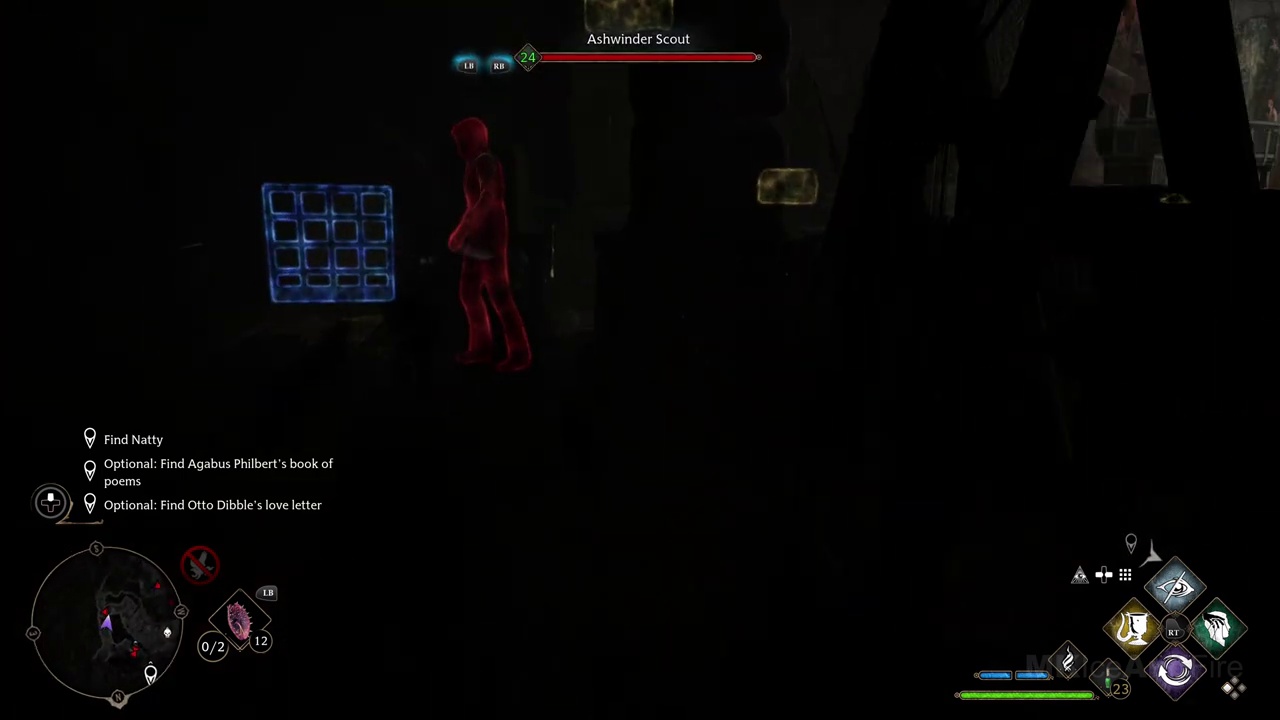 Ashwinder Scout
LB RB 24
Find Natty
Optional: Find Agabus Philbert's book of
poems
Optional: Find Otto Dibble's love letter
S
LB
0/2 12
N
RT
23